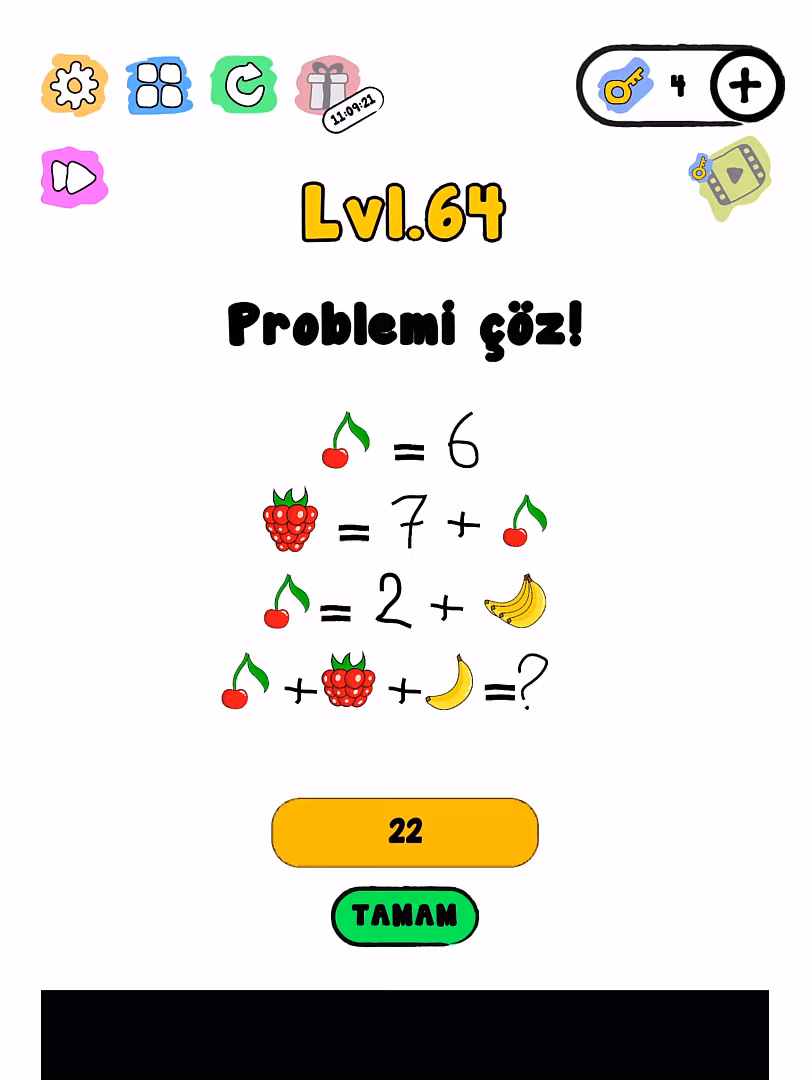 4
11:09:21
Lvl.64
Problemi çöz!
= 6
= 7 +
= 2 +
+ + =?
22
TAMAM